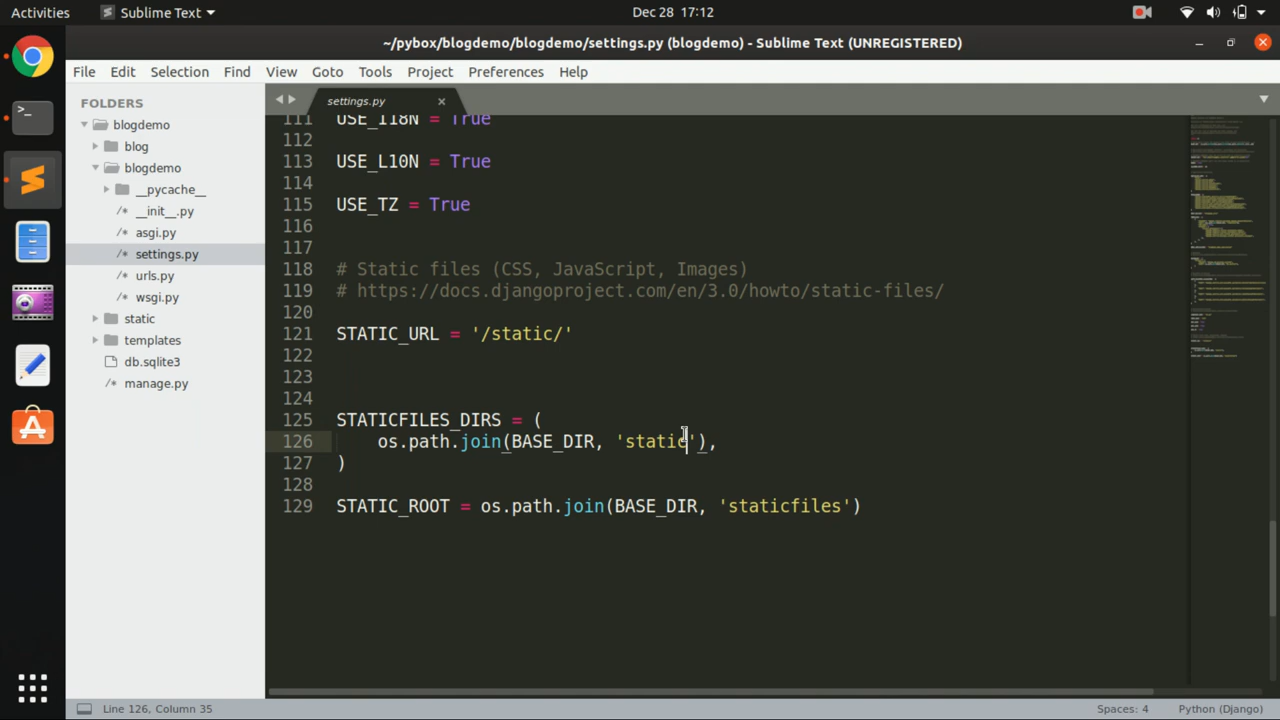 Activities Sublime Text Dec 28 17:12
~/pybox/blogdemo/blogdemo/settings.py (blogdemo) - Sublime Text (UNREGISTERED)
File Edit Selection Find View Goto Tools Project Preferences Help
FOLDERS
blogdemo
blog
blogdemo
__pycache__
/* __init__.py
/* asgi.py
/* settings.py
/* urls.py
/* wsgi.py
static
templates
db.sqlite3
/* manage.py
settings.py
111 USE_I18N = True
112
113 USE_L10N = True
114
115 USE_TZ = True
116
117
118 # Static files (CSS, JavaScript, Images)
119 # https://docs.djangoproject.com/en/3.0/howto/static-files/
120
121 STATIC_URL = '/static/'
122
123
124
125 STATICFILES_DIRS = (
126 os.path.join(BASE_DIR, 'static'),
127 )
128
129 STATIC_ROOT = os.path.join(BASE_DIR, 'staticfiles')
Line 126, Column 35 Spaces: 4 Python (Django)